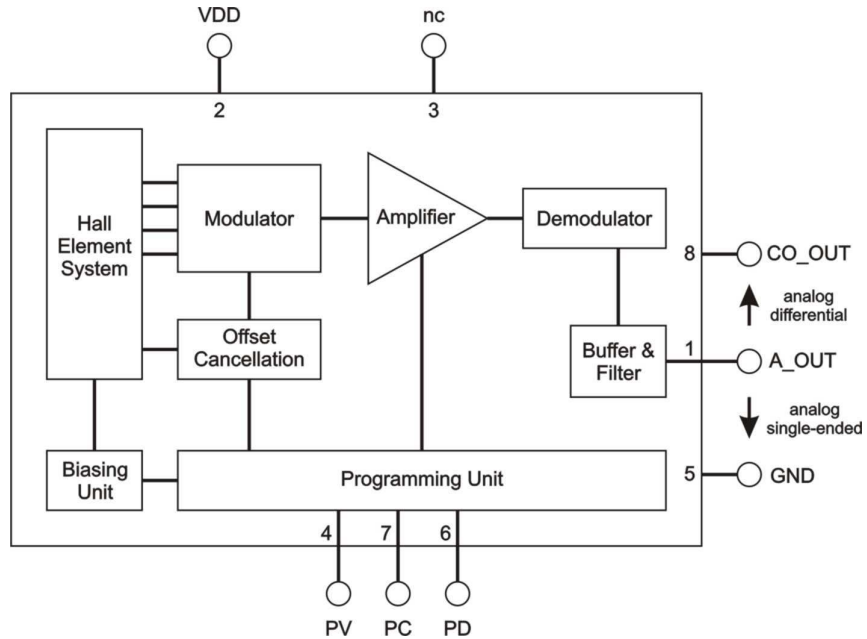 VDD
nc
2
3
Hall
Element
System
Modulator
Amplifier
Demodulator
8
CO_OUT
analog
differential
Offset
Cancellation
Buffer &
Filter
1
A_OUT
analog
single-ended
Biasing
Unit
Programming Unit
5
GND
4
7
6
PV
PC
PD